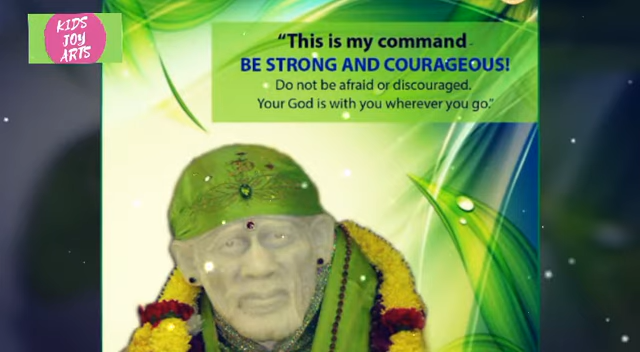 KIDS
JOY
ARTS
“This is my command -
BE STRONG AND COURAGEOUS!
Do not be afraid or discouraged.
Your God is with you wherever you go.”